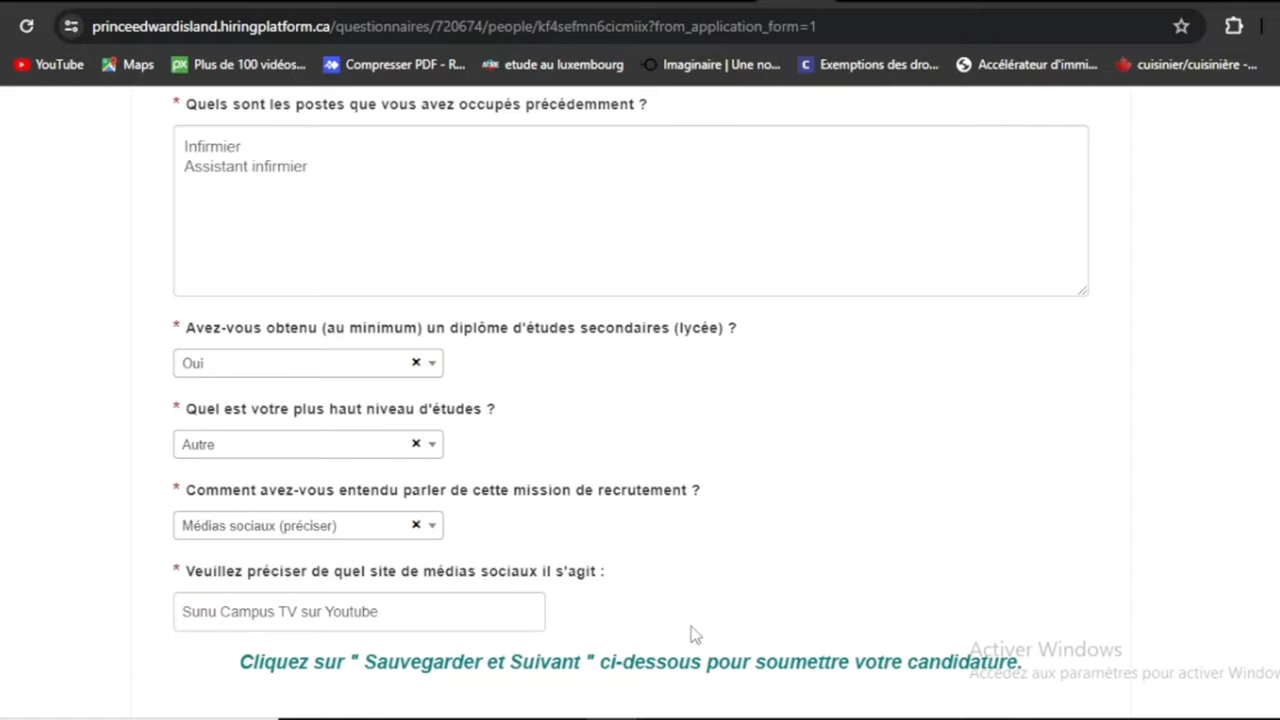 princeedwardisland.hiringplatform.ca/questionnaires/720674/people/kf4sefmn6cicmiix?from_application_form=1
YouTube Maps Plus de 100 vidéos... Compresser PDF - R... etude au luxembourg Imaginaire | Une no... Exemptions des dro... Accélérateur d'immi... cuisinier/cuisinière -...
* Quels sont les postes que vous avez occupés précédemment ?
Infirmier
Assistant infirmier
* Avez-vous obtenu (au minimum) un diplôme d'études secondaires (lycée) ?
Oui
* Quel est votre plus haut niveau d'études ?
Autre
* Comment avez-vous entendu parler de cette mission de recrutement ?
Médias sociaux (préciser)
* Veuillez préciser de quel site de médias sociaux il s'agit :
Sunu Campus TV sur Youtube
Cliquez sur " Sauvegarder et Suivant " ci-dessous pour soumettre votre candidature.
Activer Windows
Accédez aux paramètres pour activer Window